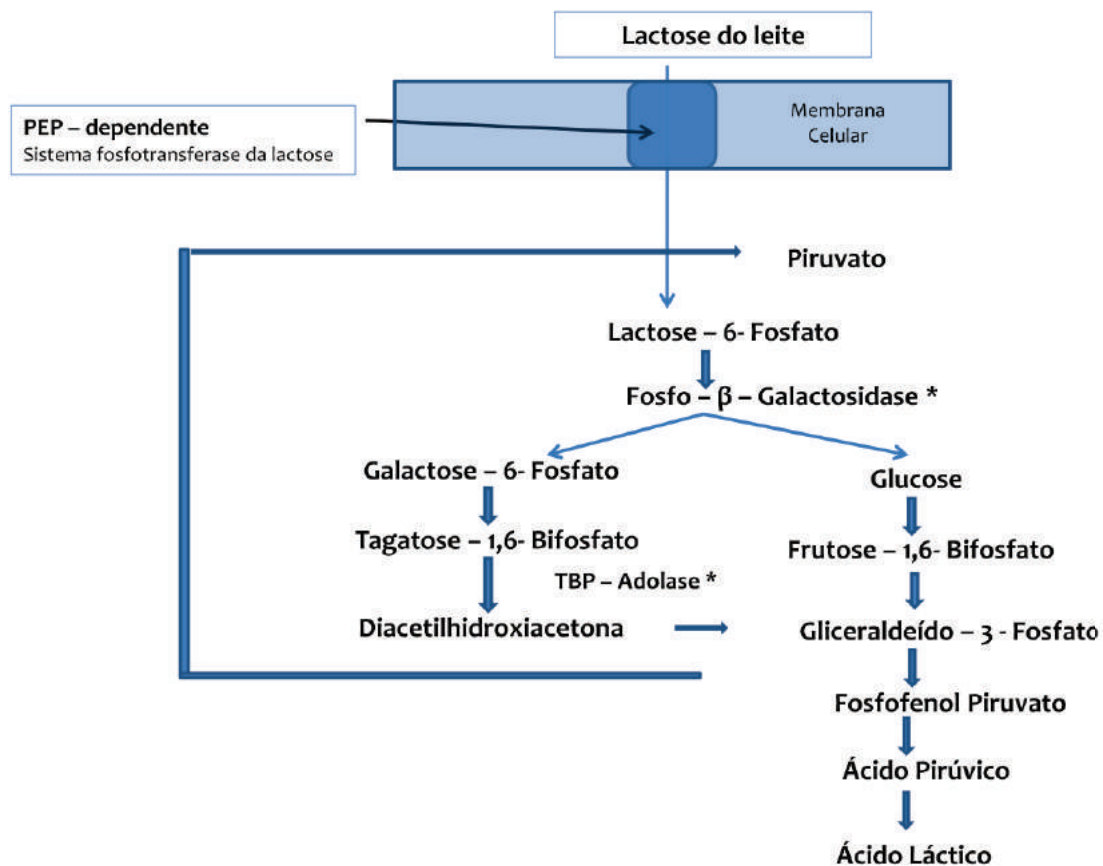 Lactose do leite
PEP – dependente
Sistema fosfotransferase da lactose
Membrana
Celular
Piruvato
Lactose – 6- Fosfato
Fosfo – β – Galactosidase *
Galactose – 6- Fosfato
Glucose
Tagatose – 1,6- Bifosfato
Frutose – 1,6- Bifosfato
TBP – Adolase *
Diacetilhidroxiacetona
Gliceraldeído – 3 - Fosfato
Fosfofenol Piruvato
Ácido Pirúvico
Ácido Láctico